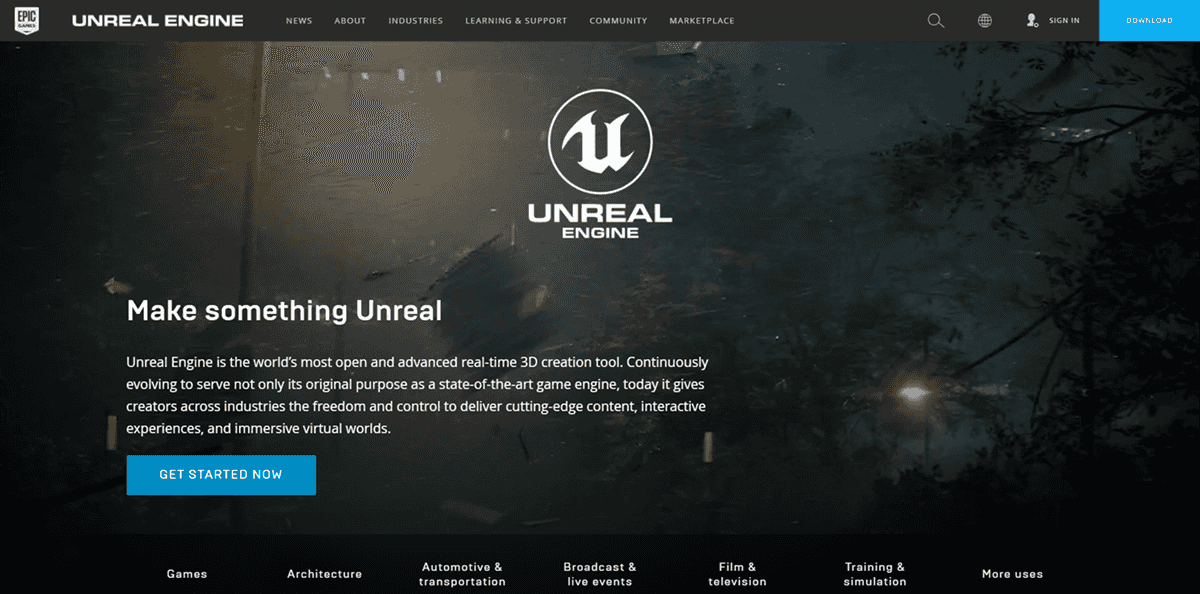 EPIC
GAMES
UNREAL ENGINE
NEWS
ABOUT
INDUSTRIES
LEARNING & SUPPORT
COMMUNITY
MARKETPLACE
SIGN IN
DOWNLOAD
UNREAL
ENGINE
Make something Unreal
Unreal Engine is the world’s most open and advanced real-time 3D creation tool. Continuously
evolving to serve not only its original purpose as a state-of-the-art game engine, today it gives
creators across industries the freedom and control to deliver cutting-edge content, interactive
experiences, and immersive virtual worlds.
GET STARTED NOW
Games
Architecture
Automotive &
transportation
Broadcast &
live events
Film &
television
Training &
simulation
More uses